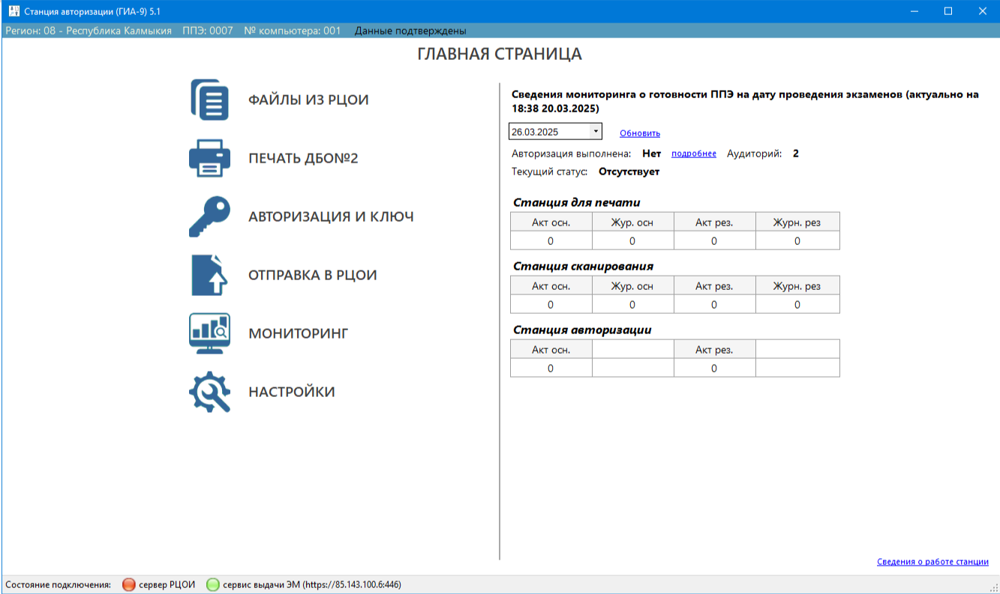 Станция авторизации (ГИА-9) 5.1
Регион: 08 - Республика Калмыкия ППЭ: 0007 № компьютера: 001 Данные подтверждены
ГЛАВНАЯ СТРАНИЦА
ФАЙЛЫ ИЗ РЦОИ
ПЕЧАТЬ ДБО№2
АВТОРИЗАЦИЯ И КЛЮЧ
ОТПРАВКА В РЦОИ
МОНИТОРИНГ
НАСТРОЙКИ
Сведения мониторинга о готовности ППЭ на дату проведения экзаменов (актуально на
18:38 20.03.2025)
26.03.2025 Обновить
Авторизация выполнена: Нет подробнее Аудиторий: 2
Текущий статус: Отсутствует
Станция для печати
Акт осн. Жур. осн Акт рез. Журн. рез
0 0 0 0
Станция сканирования
Акт осн. Жур. осн Акт рез. Журн. рез
0 0 0 0
Станция авторизации
Акт осн. Акт рез.
0 0
Сведения о работе станции
Состояние подключения: сервер РЦОИ сервис выдачи ЭМ (https://85.143.100.6:446)